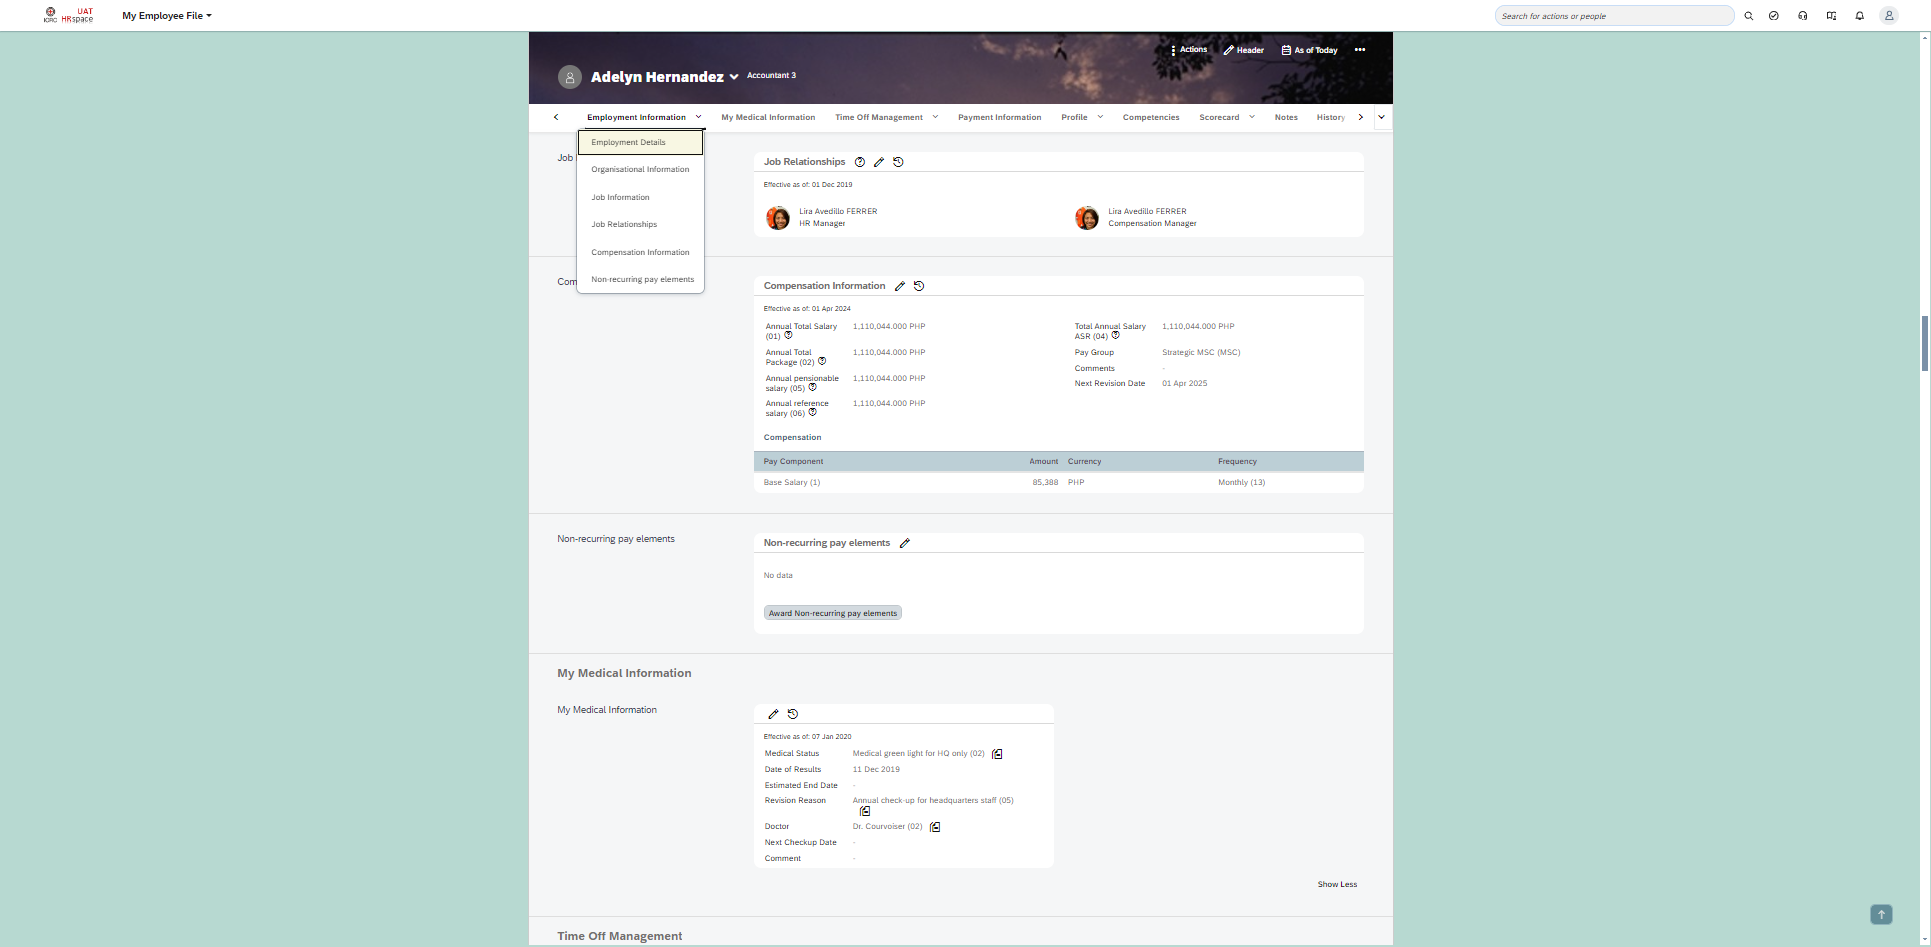 ICRC
UAT
HRspace
My Employee File
Search for actions or people
Actions
Header
As of Today
Adelyn Hernandez
Accountant 3
Employment Information
My Medical Information
Time Off Management
Payment Information
Profile
Competencies
Scorecard
Notes
History
Employment Details
Organisational Information
Job Information
Job Relationships
Compensation Information
Non-recurring pay elements
Job
Job Relationships
Effective as of: 01 Dec 2019
Lira Avedillo FERRER
HR Manager
Lira Avedillo FERRER
Compensation Manager
Com
Compensation Information
Effective as of: 01 Apr 2024
Annual Total Salary
(01)
1,110,044.000 PHP
Annual Total
Package (02)
1,110,044.000 PHP
Annual pensionable
salary (05)
1,110,044.000 PHP
Annual reference
salary (06)
1,110,044.000 PHP
Total Annual Salary
ASR (04)
1,110,044.000 PHP
Pay Group
Strategic MSC (MSC)
Comments
-
Next Revision Date
01 Apr 2025
Compensation
Pay Component Amount Currency Frequency
Base Salary (1) 85,388 PHP Monthly (13)
Non-recurring pay elements
Non-recurring pay elements
No data
Award Non-recurring pay elements
My Medical Information
My Medical Information
Effective as of: 07 Jan 2020
Medical Status Medical green light for HQ only (02)
Date of Results 11 Dec 2019
Estimated End Date -
Revision Reason Annual check-up for headquarters staff (05)
Doctor Dr. Courvoiser (02)
Next Checkup Date -
Comment -
Show Less
Time Off Management